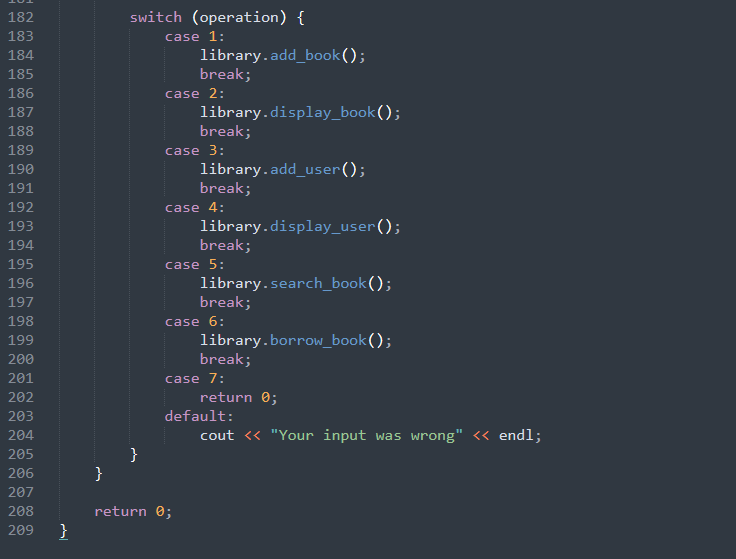 182 switch (operation) {
183 case 1:
184 library.add_book();
185 break;
186 case 2:
187 library.display_book();
188 break;
189 case 3:
190 library.add_user();
191 break;
192 case 4:
193 library.display_user();
194 break;
195 case 5:
196 library.search_book();
197 break;
198 case 6:
199 library.borrow_book();
200 break;
201 case 7:
202 return 0;
203 default:
204 cout << "Your input was wrong" << endl;
205 }
206 }
207
208 return 0;
209 }